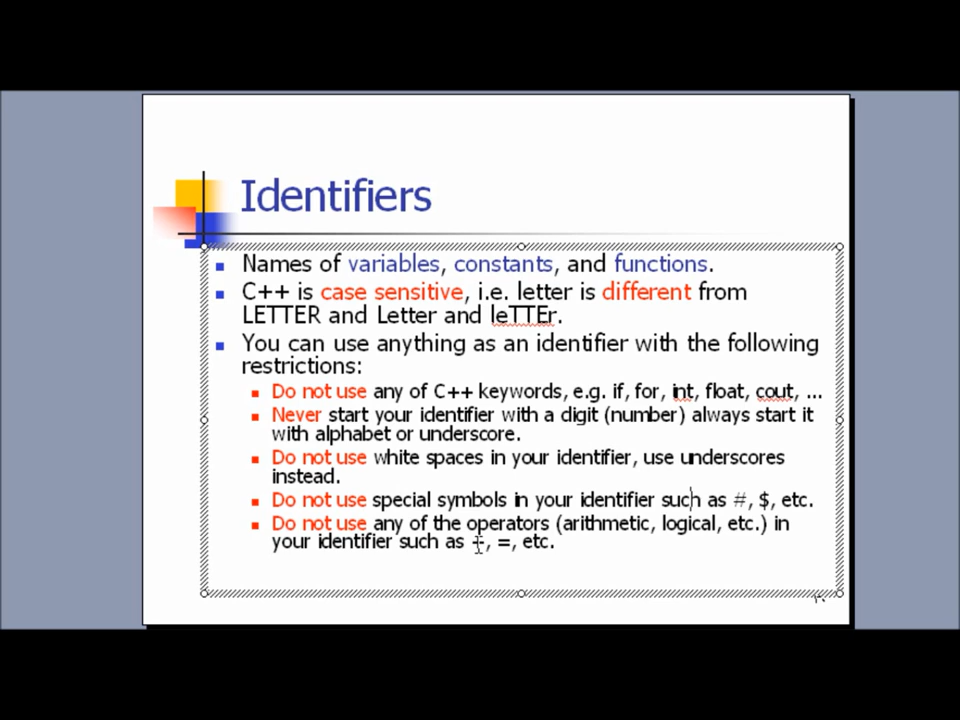 Identifiers
Names of variables, constants, and functions.
C++ is case sensitive, i.e. letter is different from
LETTER and Letter and leTTEr.
You can use anything as an identifier with the following
restrictions:
Do not use any of C++ keywords, e.g. if, for, int, float, cout, ...
Never start your identifier with a digit (number) always start it
with alphabet or underscore.
Do not use white spaces in your identifier, use underscores
instead.
Do not use special symbols in your identifier such as #, $, etc.
Do not use any of the operators (arithmetic, logical, etc.) in
your identifier such as +, =, etc.